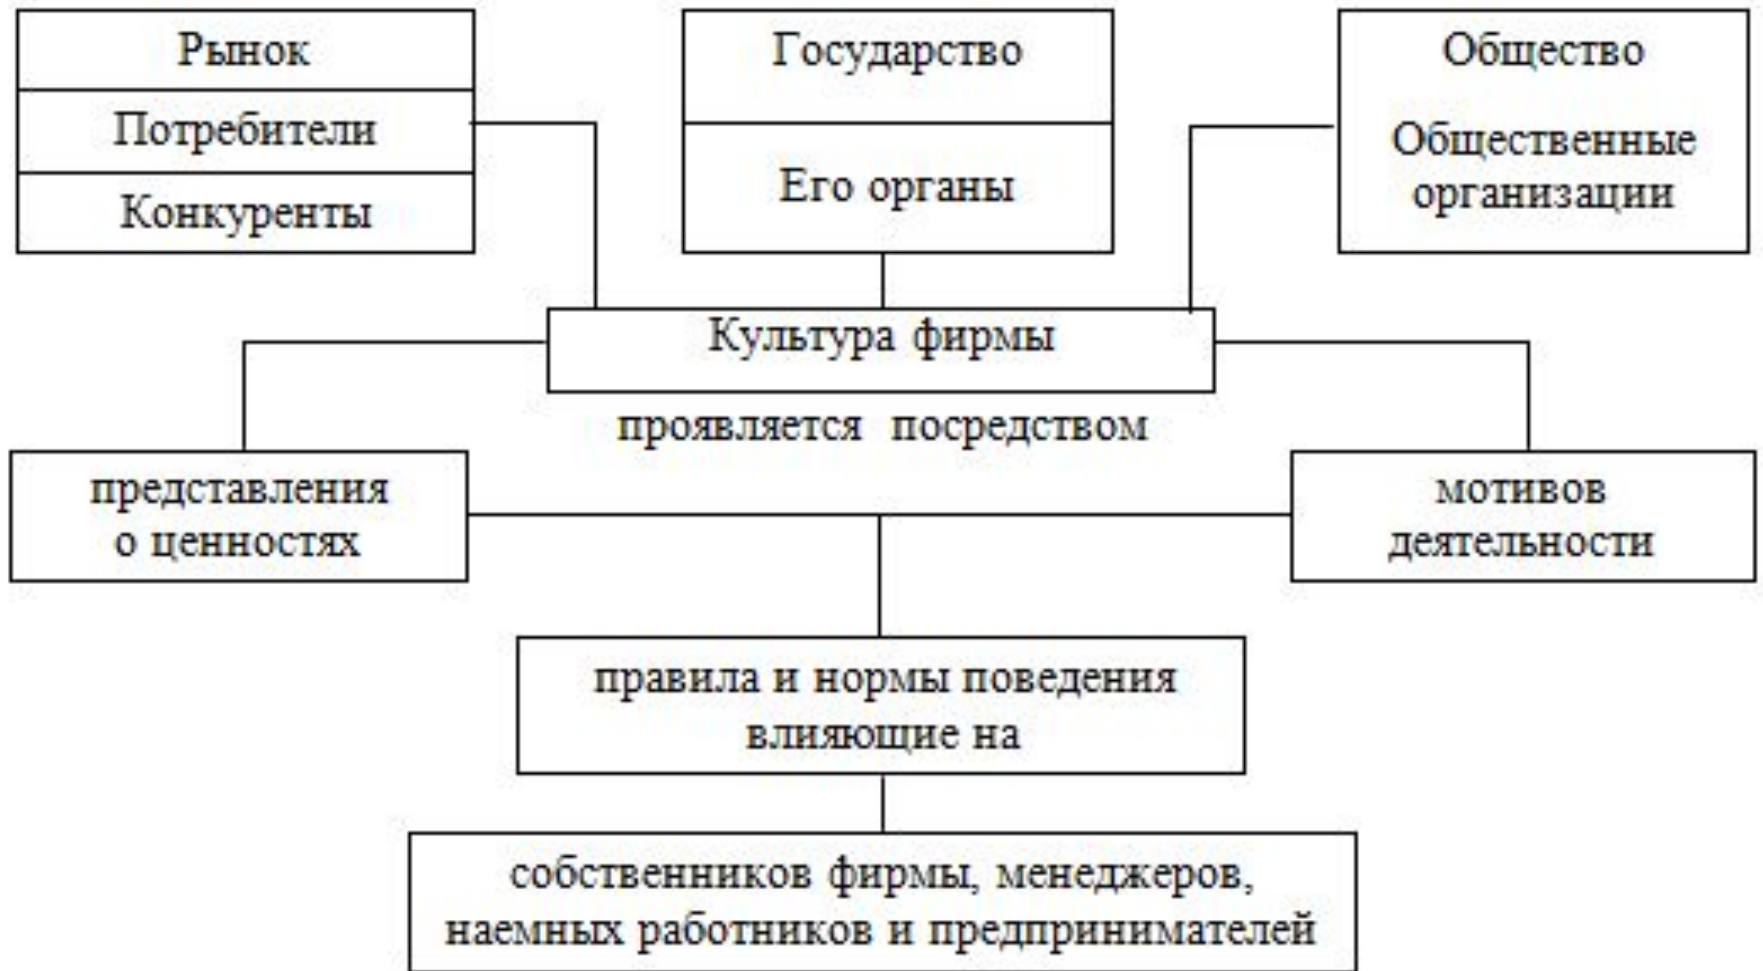 Рынок
Потребители
Конкуренты
Государство
Его органы
Общество
Общественные
организации
Культура фирмы
проявляется посредством
представления
о ценностях
мотивов
деятельности
правила и нормы поведения
влияющие на
собственников фирмы, менеджеров,
наемных работников и предпринимателей